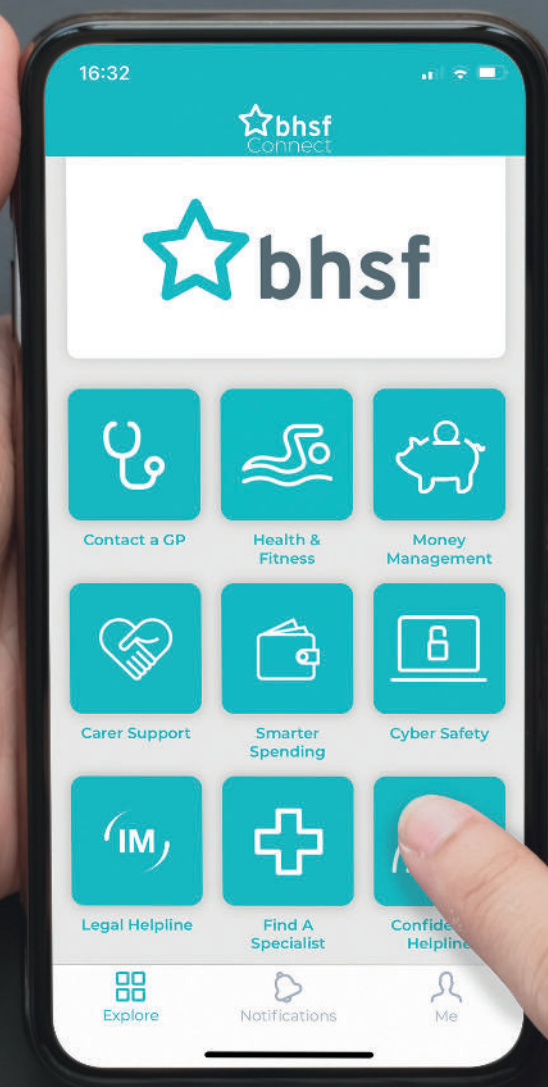 16:32
bhsf
Connect
bhsf
Contact a GP
Health &
Fitness
Money
Management
Carer Support
Smarter
Spending
Cyber Safety
IM
Legal Helpline
Find A
Specialist
Helpline
Explore
Notifications
Me